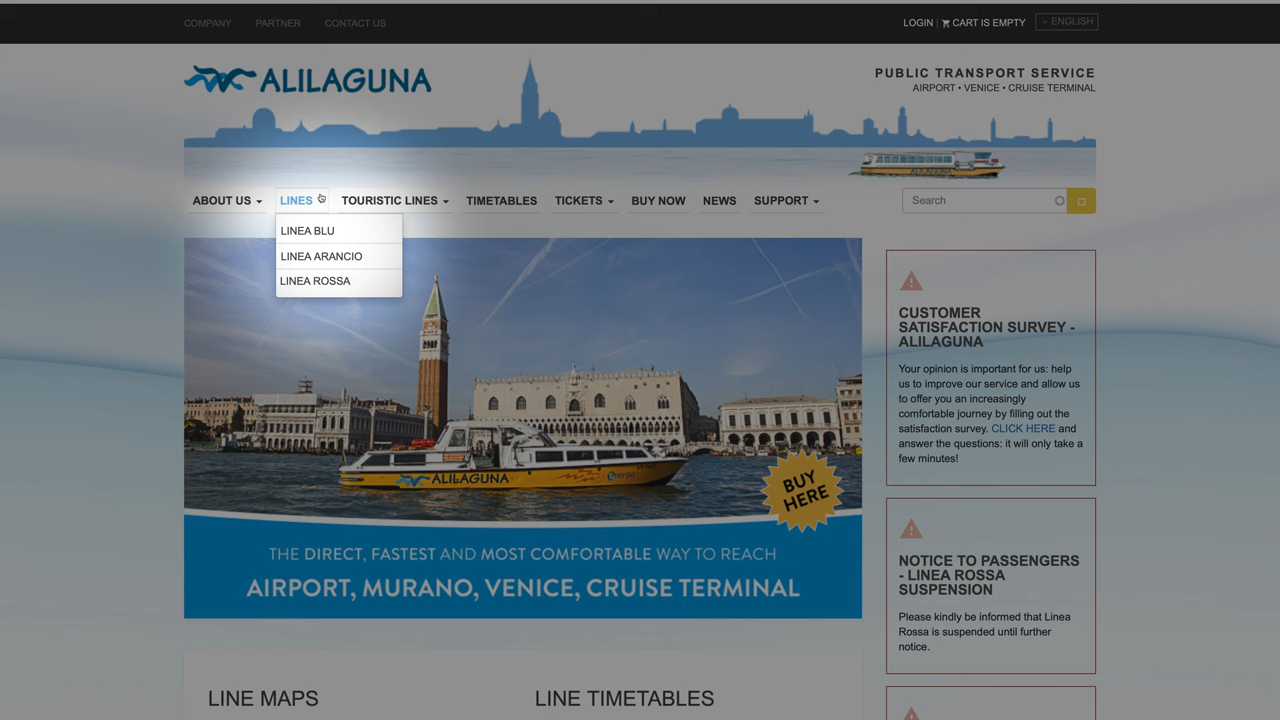 COMPANY PARTNER CONTACT US
LOGIN | CART IS EMPTY ENGLISH
ALILAGUNA
PUBLIC TRANSPORT SERVICE
AIRPORT • VENICE • CRUISE TERMINAL
ALILAGUNA
ABOUT US LINES TOURISTIC LINES TIMETABLES TICKETS BUY NOW NEWS SUPPORT
Search
LINEA BLU
LINEA ARANCIO
LINEA ROSSA
ALILAGUNA
BUY
HERE
THE DIRECT, FASTEST AND MOST COMFORTABLE WAY TO REACH
AIRPORT, MURANO, VENICE, CRUISE TERMINAL
CUSTOMER
SATISFACTION SURVEY -
ALILAGUNA
Your opinion is important for us: help
us to improve our service and allow us
to offer you an increasingly
comfortable journey by filling out the
satisfaction survey. CLICK HERE and
answer the questions: it will only take a
few minutes!
NOTICE TO PASSENGERS
- LINEA ROSSA
SUSPENSION
Please kindly be informed that Linea
Rossa is suspended until further
notice.
LINE MAPS
LINE TIMETABLES